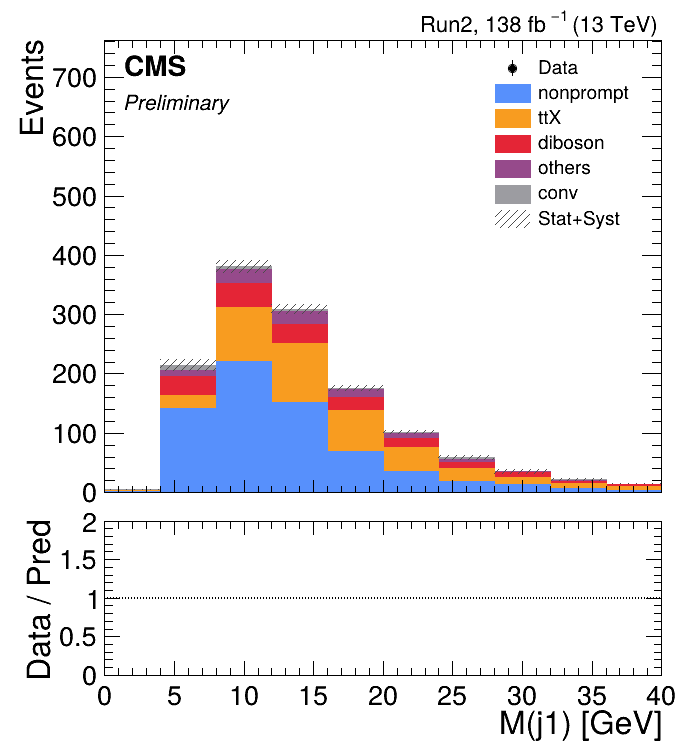 Run2, 138 fb⁻¹ (13 TeV)
CMS
Preliminary
Events
700
600
500
400
300
200
100
0
Data
nonprompt
ttX
diboson
others
conv
Stat+Syst
Data / Pred
2
1.5
1
0.5
0
0 5 10 15 20 25 30 35 40
M(j1) [GeV]